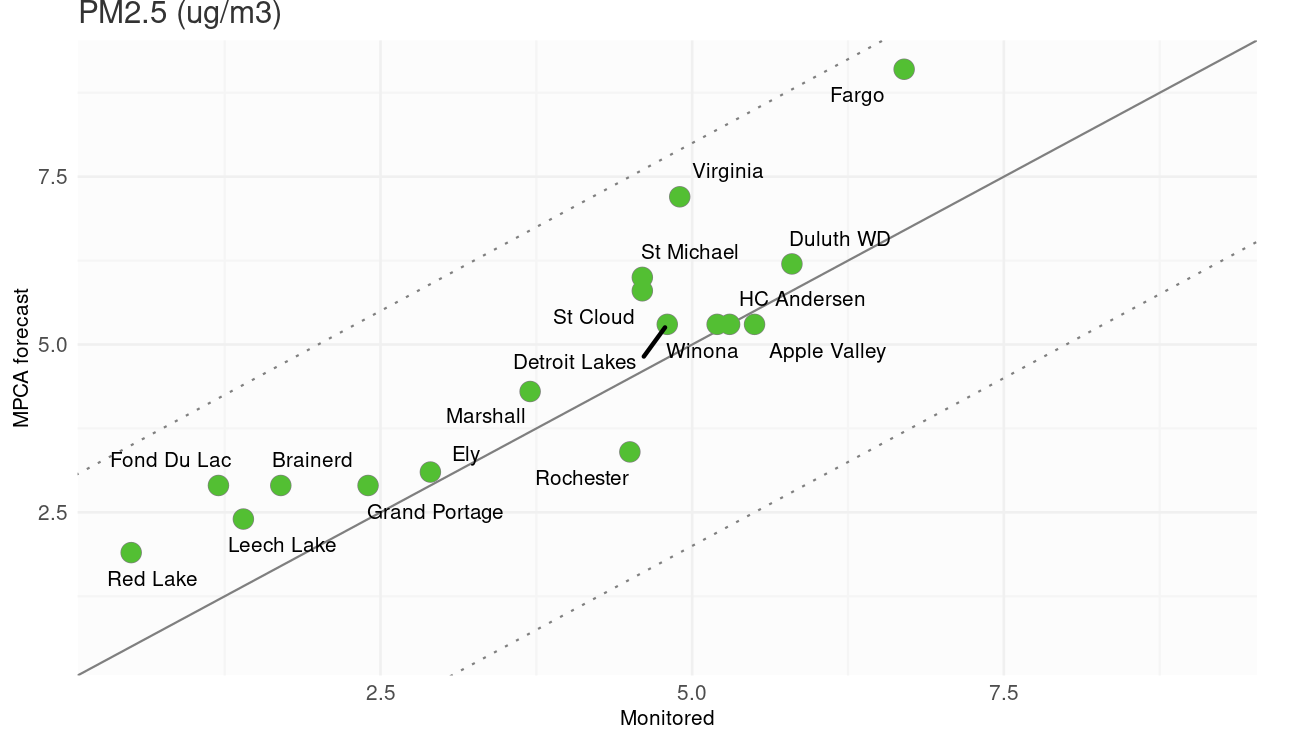 PM2.5 (ug/m3)
Fargo
7.5
Virginia
Duluth WD
St Michael
HC Andersen
St Cloud
5.0
Winona
Apple Valley
Detroit Lakes
MPCA forecast
Marshall
Ely
Fond Du Lac
Brainerd
Rochester
2.5
Grand Portage
Leech Lake
Red Lake
2.5
5.0
7.5
Monitored